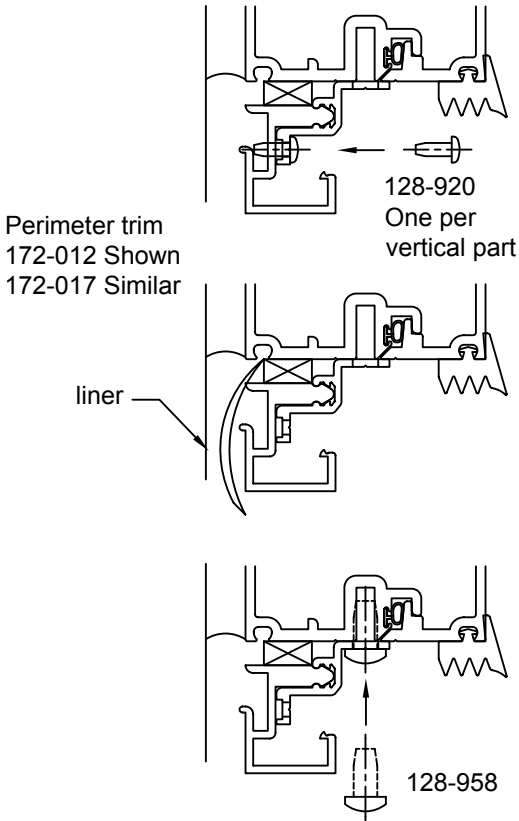 128-920
One per
vertical part
Perimeter trim
172-012 Shown
172-017 Similar
liner
128-958